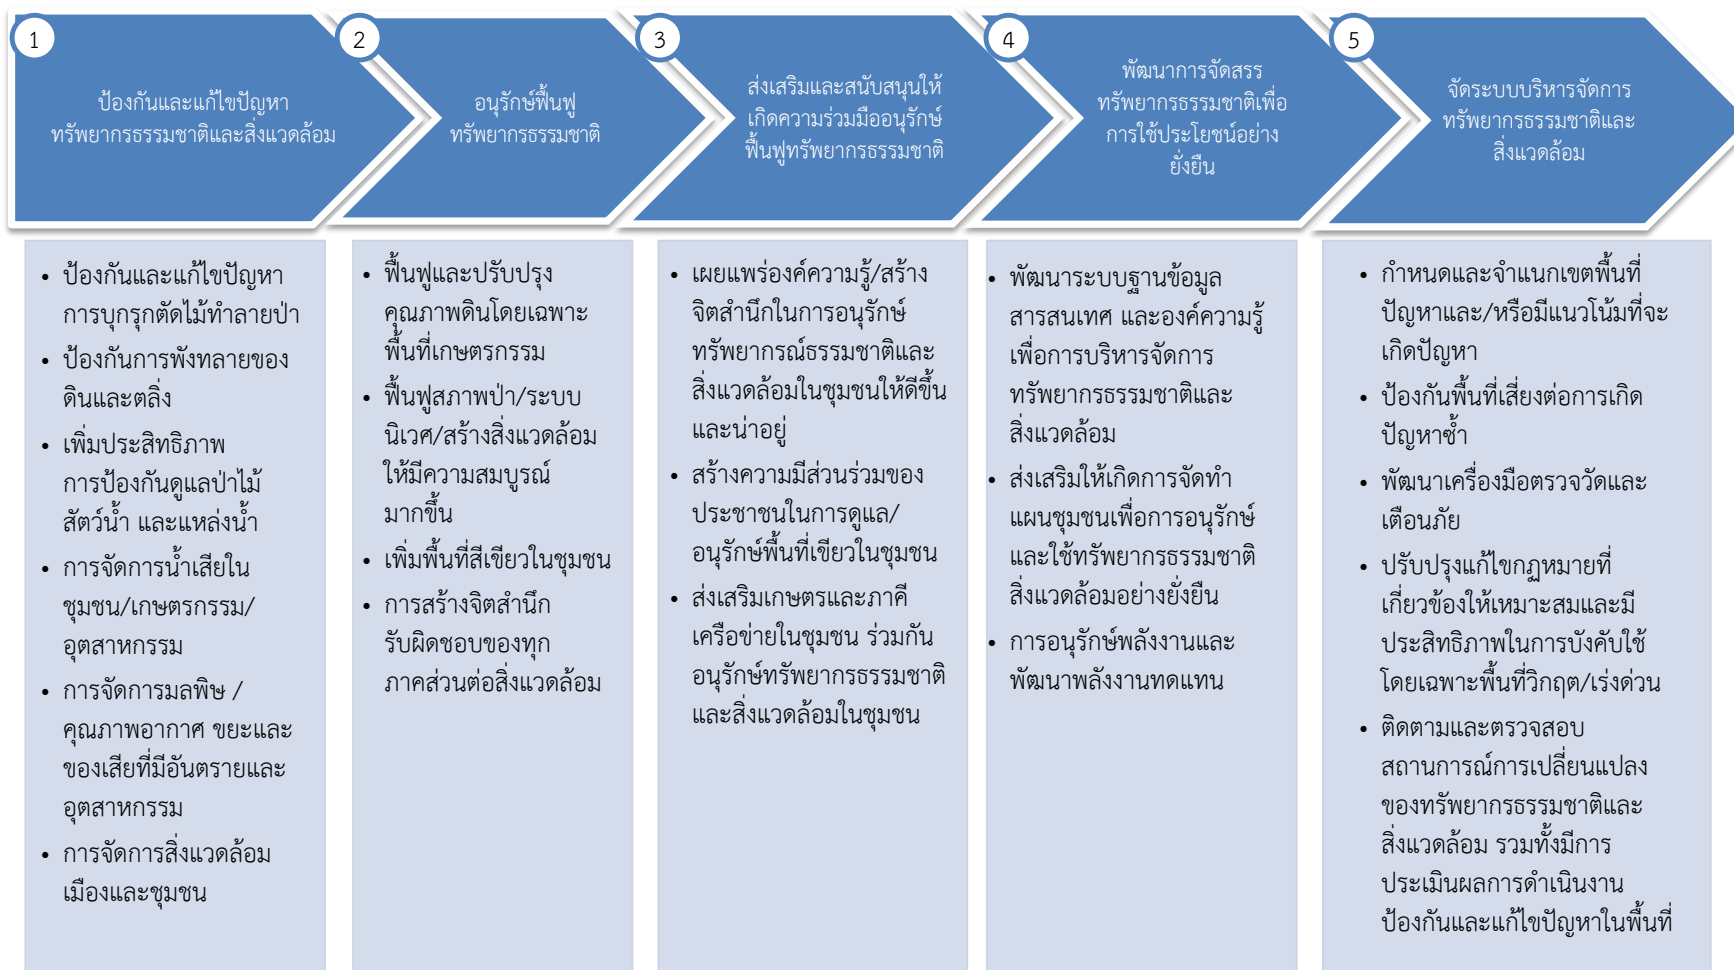 1
ป้องกันและแก้ไขปัญหา
ทรัพยากรธรรมชาติและสิ่งแวดล้อม
2
อนุรักษ์ฟื้นฟู
ทรัพยากรธรรมชาติ
3
ส่งเสริมและสนับสนุนให้
เกิดความร่วมมืออนุรักษ์
ฟื้นฟูทรัพยากรธรรมชาติ
4
พัฒนาการจัดสรร
ทรัพยากรธรรมชาติเพื่อ
การใช้ประโยชน์อย่าง
ยั่งยืน
5
จัดระบบบริหารจัดการ
ทรัพยากรธรรมชาติและ
สิ่งแวดล้อม
• ป้องกันและแก้ไขปัญหา
การบุกรุกตัดไม้ทำลายป่า
• ป้องกันการพังทลายของ
ดินและตลิ่ง
• เพิ่มประสิทธิภาพ
การป้องกันดูแลป่าไม้
สัตว์น้ำ และแหล่งน้ำ
• การจัดการน้ำเสียใน
ชุมชน/เกษตรกรรม/
อุตสาหกรรม
• การจัดการมลพิษ /
คุณภาพอากาศ ขยะและ
ของเสียที่มีอันตรายและ
อุตสาหกรรม
• การจัดการสิ่งแวดล้อม
เมืองและชุมชน
• ฟื้นฟูและปรับปรุง
คุณภาพดินโดยเฉพาะ
พื้นที่เกษตรกรรม
• ฟื้นฟูสภาพป่า/ระบบ
นิเวศ/สร้างสิ่งแวดล้อม
ให้มีความสมบูรณ์
มากขึ้น
• เพิ่มพื้นที่สีเขียวในชุมชน
• การสร้างจิตสำนึก
รับผิดชอบของทุก
ภาคส่วนต่อสิ่งแวดล้อม
• เผยแพร่องค์ความรู้/สร้าง
จิตสำนึกในการอนุรักษ์
ทรัพยากรณ์ธรรมชาติและ
สิ่งแวดล้อมในชุมชนให้ดีขึ้น
และน่าอยู่
• สร้างความมีส่วนร่วมของ
ประชาชนในการดูแล/
อนุรักษ์พื้นที่เขียวในชุมชน
• ส่งเสริมเกษตรและภาคี
เครือข่ายในชุมชน ร่วมกัน
อนุรักษ์ทรัพยากรธรรมชาติ
และสิ่งแวดล้อมในชุมชน
• พัฒนาระบบฐานข้อมูล
สารสนเทศ และองค์ความรู้
เพื่อการบริหารจัดการ
ทรัพยากรธรรมชาติและ
สิ่งแวดล้อม
• ส่งเสริมให้เกิดการจัดทำ
แผนชุมชนเพื่อการอนุรักษ์
และใช้ทรัพยากรธรรมชาติ
สิ่งแวดล้อมอย่างยั่งยืน
• การอนุรักษ์พลังงานและ
พัฒนาพลังงานทดแทน
• กำหนดและจำแนกเขตพื้นที่
ปัญหาและ/หรือมีแนวโน้มที่จะ
เกิดปัญหา
• ป้องกันพื้นที่เสี่ยงต่อการเกิด
ปัญหาซ้ำ
• พัฒนาเครื่องมือตรวจวัดและ
เตือนภัย
• ปรับปรุงแก้ไขกฎหมายที่
เกี่ยวข้องให้เหมาะสมและมี
ประสิทธิภาพในการบังคับใช้
โดยเฉพาะพื้นที่วิกฤต/เร่งด่วน
• ติดตามและตรวจสอบ
สถานการณ์การเปลี่ยนแปลง
ของทรัพยากรธรรมชาติและ
สิ่งแวดล้อม รวมทั้งมีการ
ประเมินผลการดำเนินงาน
ป้องกันและแก้ไขปัญหาในพื้นที่